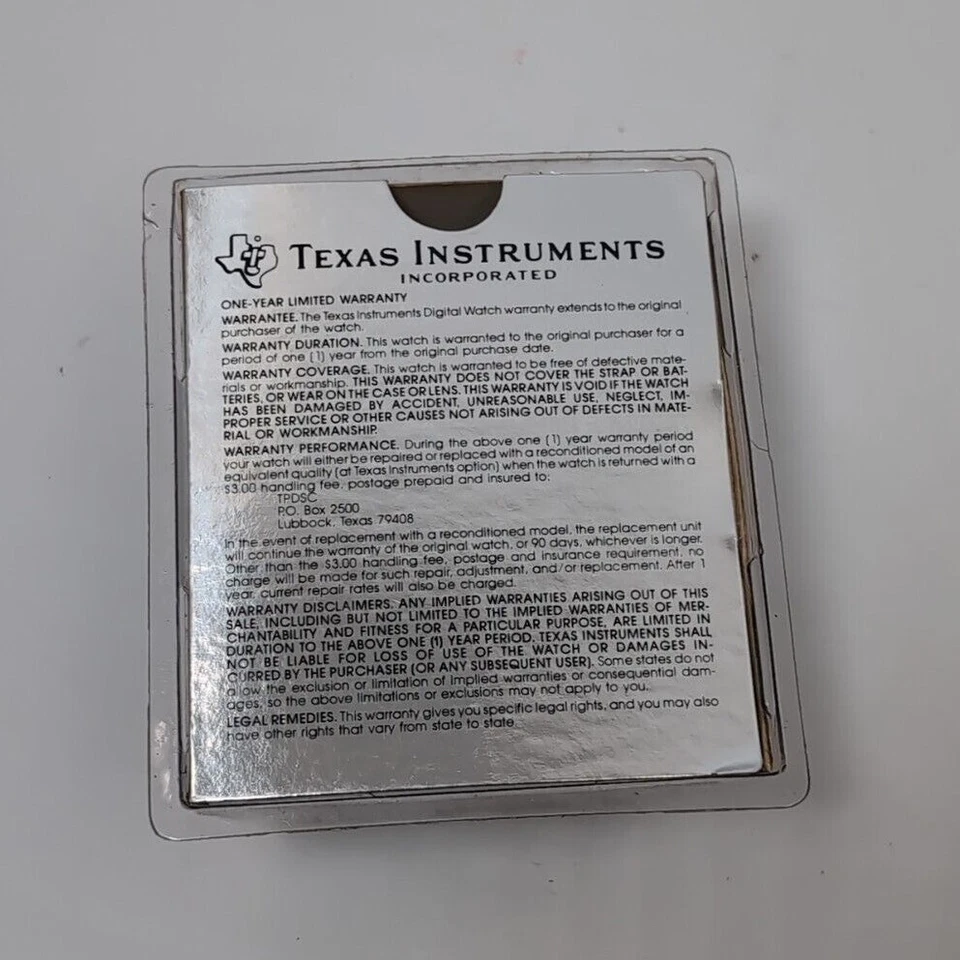 TEXAS INSTRUMENTS
INCORPORATED
ONE-YEAR LIMITED WARRANTY
WARRANTEE. The Texas Instruments Digital Watch warranty extends to the original
purchaser of the watch.
WARRANTY DURATION. This watch is warranted to the original purchaser for a
period of one (1) year from the original purchase date.
WARRANTY COVERAGE. This watch is warranted to be free of defective mate-
rials or workmanship. THIS WARRANTY DOES NOT COVER THE STRAP OR BAT-
TERIES, OR WEAR ON THE CASE OR LENS. THIS WARRANTY IS VOID IF THE WATCH
HAS BEEN DAMAGED BY ACCIDENT, UNREASONABLE USE, NEGLECT, IM-
PROPER SERVICE OR OTHER CAUSES NOT ARISING OUT OF DEFECTS IN MATE-
RIAL OR WORKMANSHIP.
WARRANTY PERFORMANCE. During the above one (1) year warranty period
your watch will either be repaired or replaced with a reconditioned model of an
equivalent quality (at Texas Instruments option) when the watch is returned with a
$3.00 handling fee, postage prepaid and insured to:
TPDSC
P.O. Box 2500
Lubbock, Texas 79408
In the event of replacement with a reconditioned model, the replacement unit
will continue the warranty of the original watch, or 90 days, whichever is longer.
Other than the $3.00 handling fee, postage and insurance requirement, no
charge will be made for such repair, adjustment, and/or replacement. After 1
year, current repair rates will also be charged.
WARRANTY DISCLAIMERS. ANY IMPLIED WARRANTIES ARISING OUT OF THIS
SALE, INCLUDING BUT NOT LIMITED TO THE IMPLIED WARRANTIES OF MER-
CHANTABILITY AND FITNESS FOR A PARTICULAR PURPOSE, ARE LIMITED IN
DURATION TO THE ABOVE ONE (1) YEAR PERIOD. TEXAS INSTRUMENTS SHALL
NOT BE LIABLE FOR LOSS OF USE OF THE WATCH OR DAMAGES IN-
CURRED BY THE PURCHASER (OR ANY SUBSEQUENT USER). Some states do not
allow the exclusion or limitation of implied warranties or consequential dam-
ages, so the above limitations or exclusions may not apply to you.
LEGAL REMEDIES. This warranty gives you specific legal rights, and you may also
have other rights that vary from state to state.